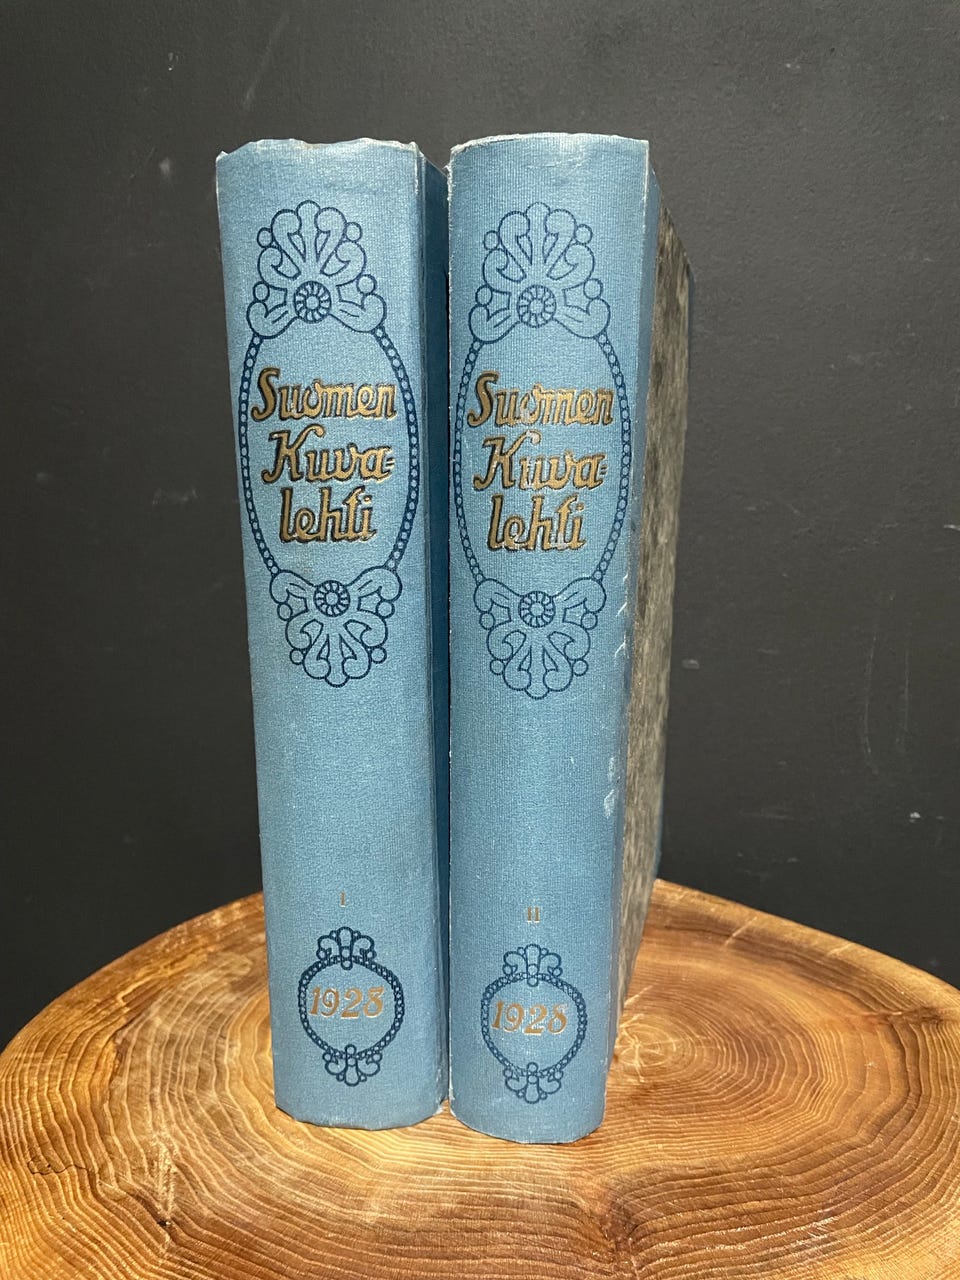 Suomen
Kuva=
lehti
I
1928
Suomen
Kuva=
lehti
II
1928